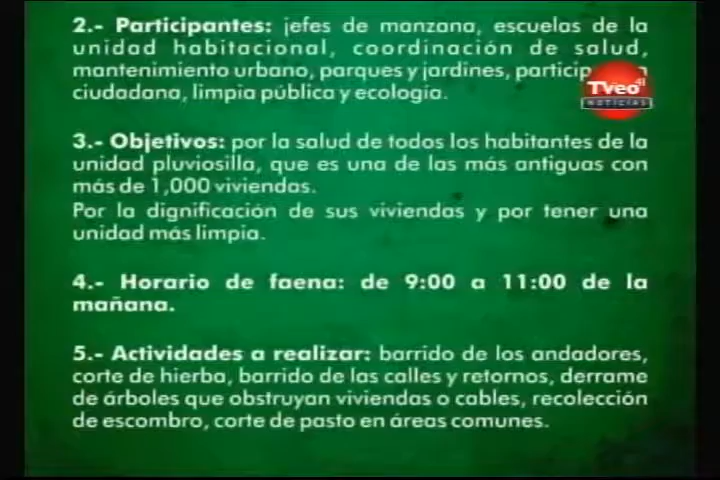 2.- Participantes: jefes de manzana, escuelas de la
unidad habitacional, coordinación de salud,
mantenimiento urbano, parques y jardines,
ciudadana, limpia pública y ecología.
TVeo 41
NOTICIAS
3.- Objetivos: por la salud de todos los habitantes de la
unidad pluviosilla, que es una de las más antiguas con
más de 1,000 viviendas.
Por la dignificación de sus viviendas y por tener una
unidad más limpia.
4.- Horario de faena: de 9:00 a 11:00 de la
mañana.
5.- Actividades a realizar: barrido de los andadores,
corte de hierba, barrido de las calles y retornos, derrame
de árboles que obstruyan viviendas o cables, recolección
de escombro, corte de pasto en áreas comunes.